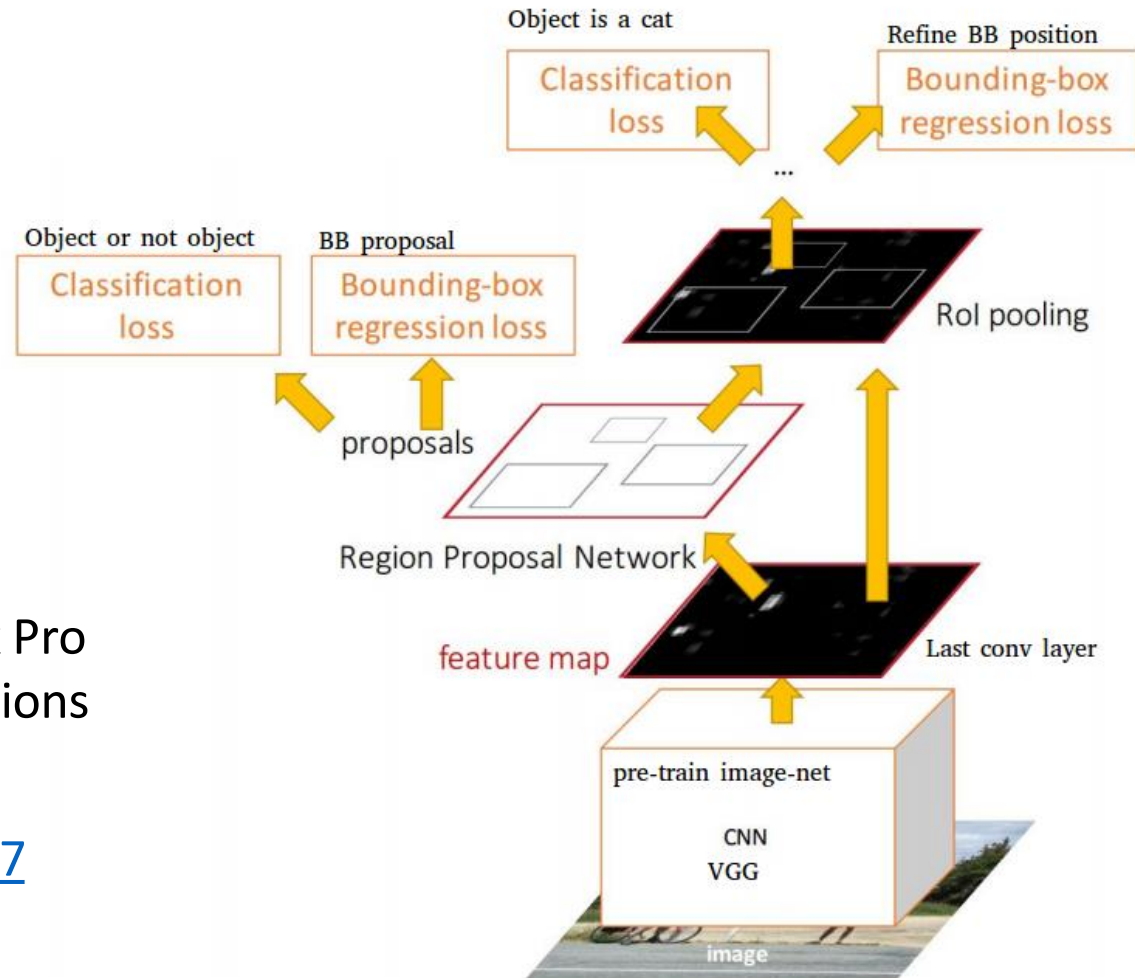 Object is a cat
Classification
loss
Refine BB position
Bounding-box
regression loss
...
Object or not object
Classification
loss
BB proposal
Bounding-box
regression loss
RoI pooling
proposals
Region Proposal Network
feature map
Last conv layer
Pro
ions
7
pre-train image-net
CNN
VGG
image